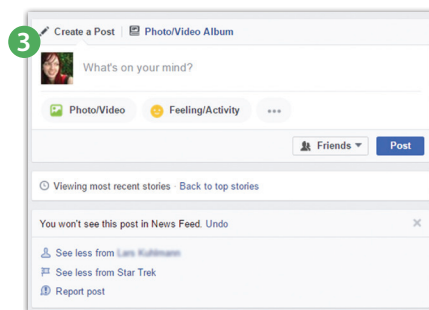 3
Create a Post | Photo/Video Album
What's on your mind?
Photo/Video Feeling/Activity •••
Friends Post
Viewing most recent stories · Back to top stories
You won't see this post in News Feed. Undo
See less from
See less from Star Trek
Report post